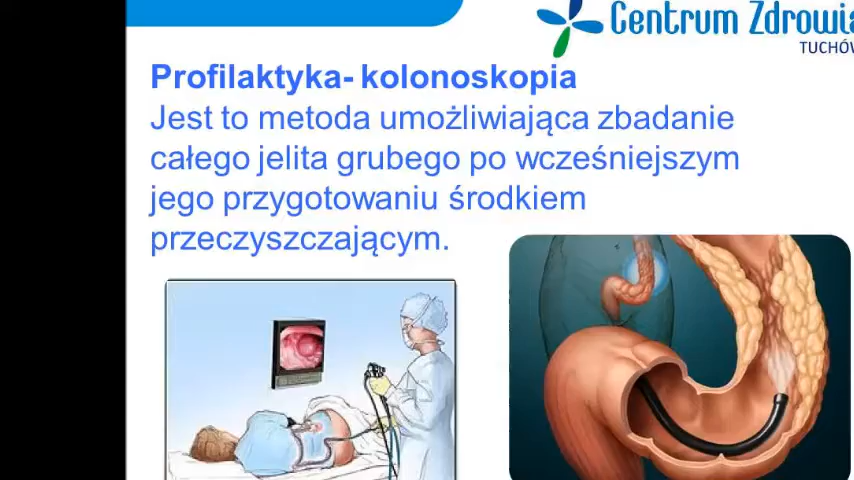 Centrum Zdrowia
TUCHÓW
Profilaktyka- kolonoskopia
Jest to metoda umożliwiająca zbadanie
całego jelita grubego po wcześniejszym
jego przygotowaniu środkiem
przeczyszczającym.